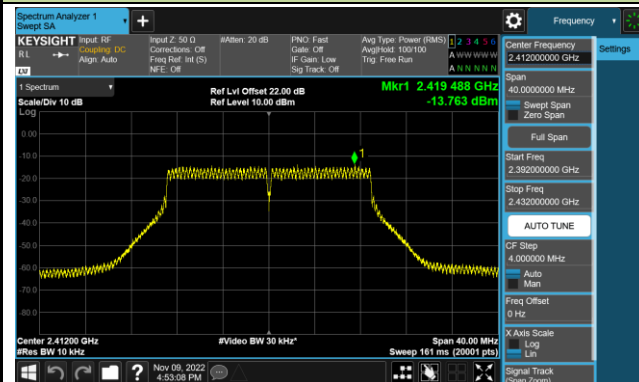 Spectrum Analyzer 1
Swept SA
Frequency
KEYSIGHT
Input: RF
Coupling: DC
Align: Auto
Input Z: 50 Ω
Corrections: Off
Freq Ref: Int (S)
NFE: Off
#Atten: 20 dB
PNO: Fast
Gate: Off
IF Gain: Low
Sig Track: Off
Avg Type: Power (RMS)
Avg|Hold: 100/100
Trig: Free Run
1 2 3 4 5 6
A W W W W W
A N N N N N
R L
LXI
1 Spectrum
Scale/Div 10 dB
Log
Ref Lvl Offset 22.00 dB
Ref Level 10.00 dBm
Mkr1 2.419 488 GHz
-13.763 dBm
1
0.00
-10.0
-20.0
-30.0
-40.0
-50.0
-60.0
-70.0
-80.0
Center 2.41200 GHz
#Res BW 10 kHz
#Video BW 30 kHz*
Span 40.00 MHz
Sweep 161 ms (20001 pts)
Center Frequency
2.412000000 GHz
Span
40.0000000 MHz
Swept Span
Zero Span
Full Span
Start Freq
2.392000000 GHz
Stop Freq
2.432000000 GHz
AUTO TUNE
CF Step
4.000000 MHz
Auto
Man
Freq Offset
0 Hz
X Axis Scale
Log
Lin
Signal Track
(Span Zoom)
Settings
?
Nov 09, 2022
4:53:08 PM